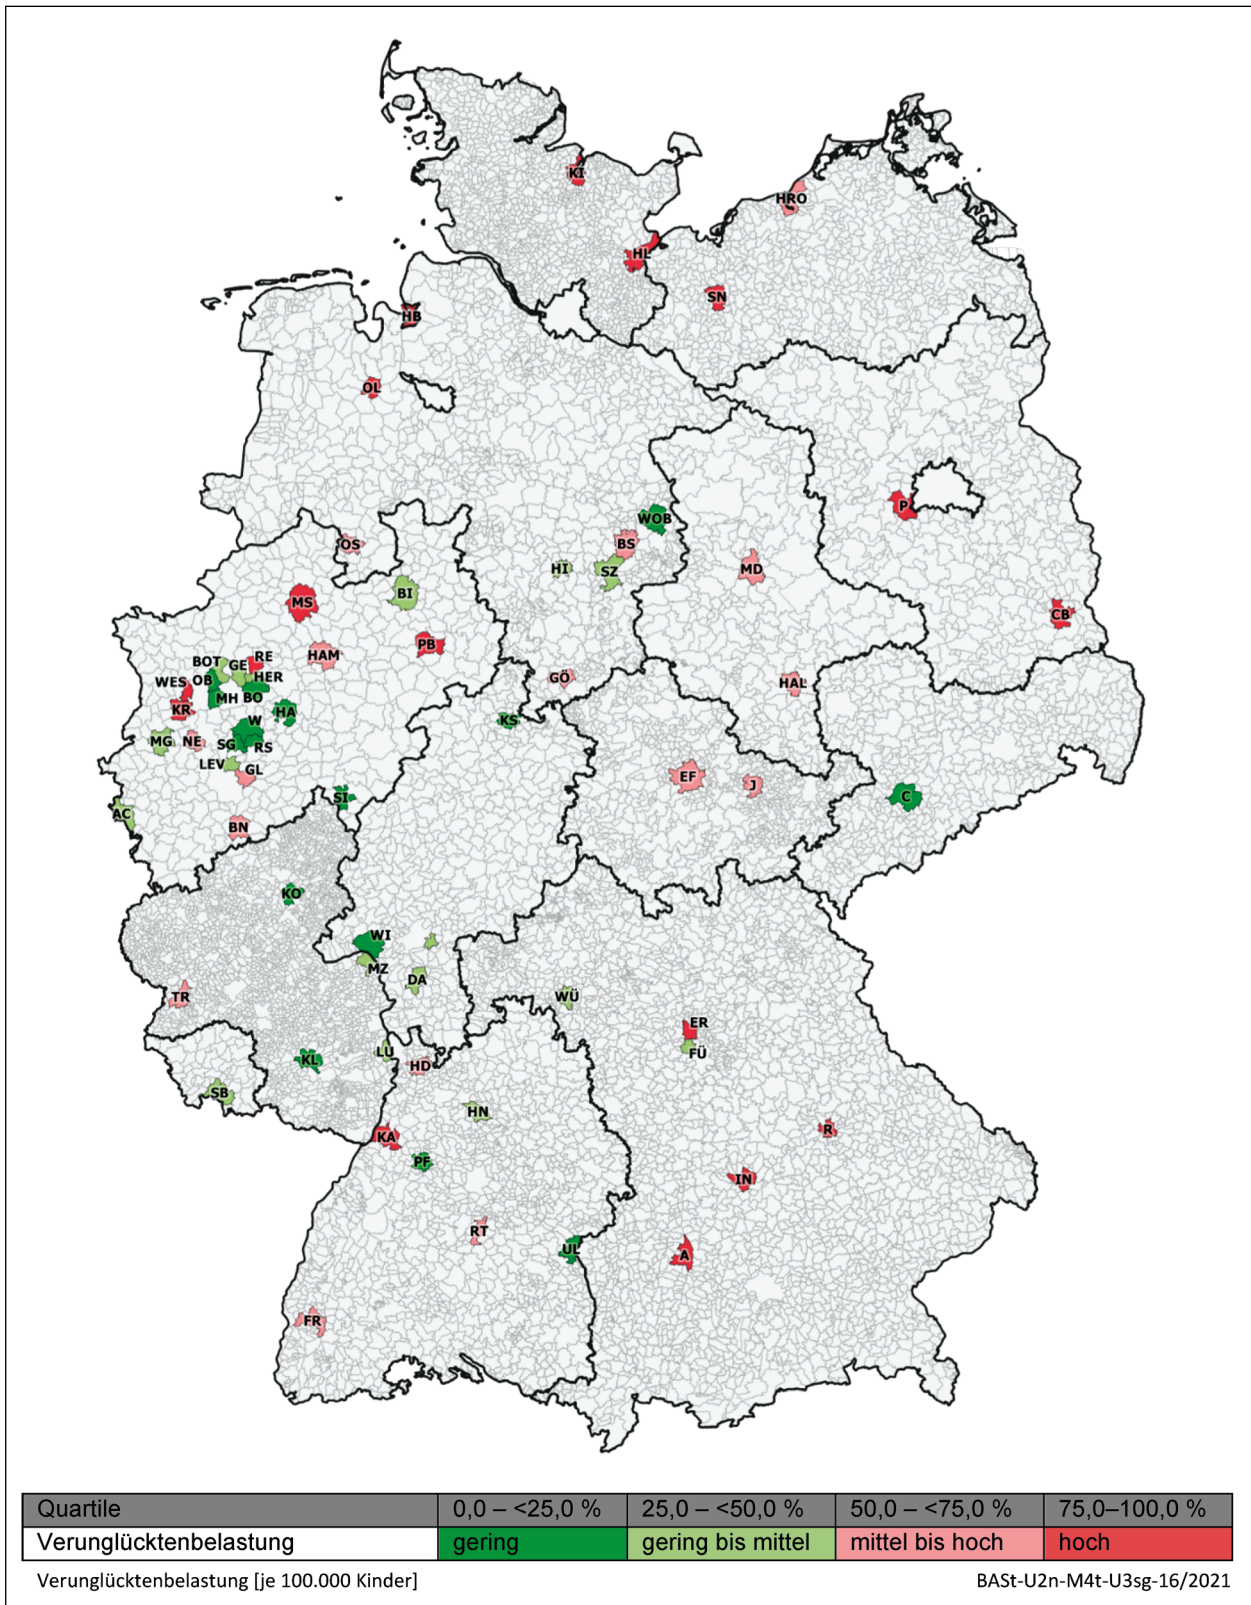 KI
HRO
HL
SN
HB
OL
P
WOB
BS
OS
HI
SZ
MD
BI
MS
CB
PB
HAM
RE
BOT
GE
HER
WES
OB
GÖ
HAL
MH
BO
KR
HA
W
KS
MG
NE
SG
RS
LEV
GL
EF
J
SI
C
AC
BN
KO
WI
MZ
DA
TR
WÜ
ER
FÜ
LU
KL
HD
SB
HN
R
KA
PF
IN
RT
UL
A
FR
Quartile 0,0 – <25,0 % 25,0 – <50,0 % 50,0 – <75,0 % 75,0–100,0 %
Verunglücktenbelastung gering gering bis mittel mittel bis hoch hoch
Verunglücktenbelastung [je 100.000 Kinder] BASt-U2n-M4t-U3sg-16/2021